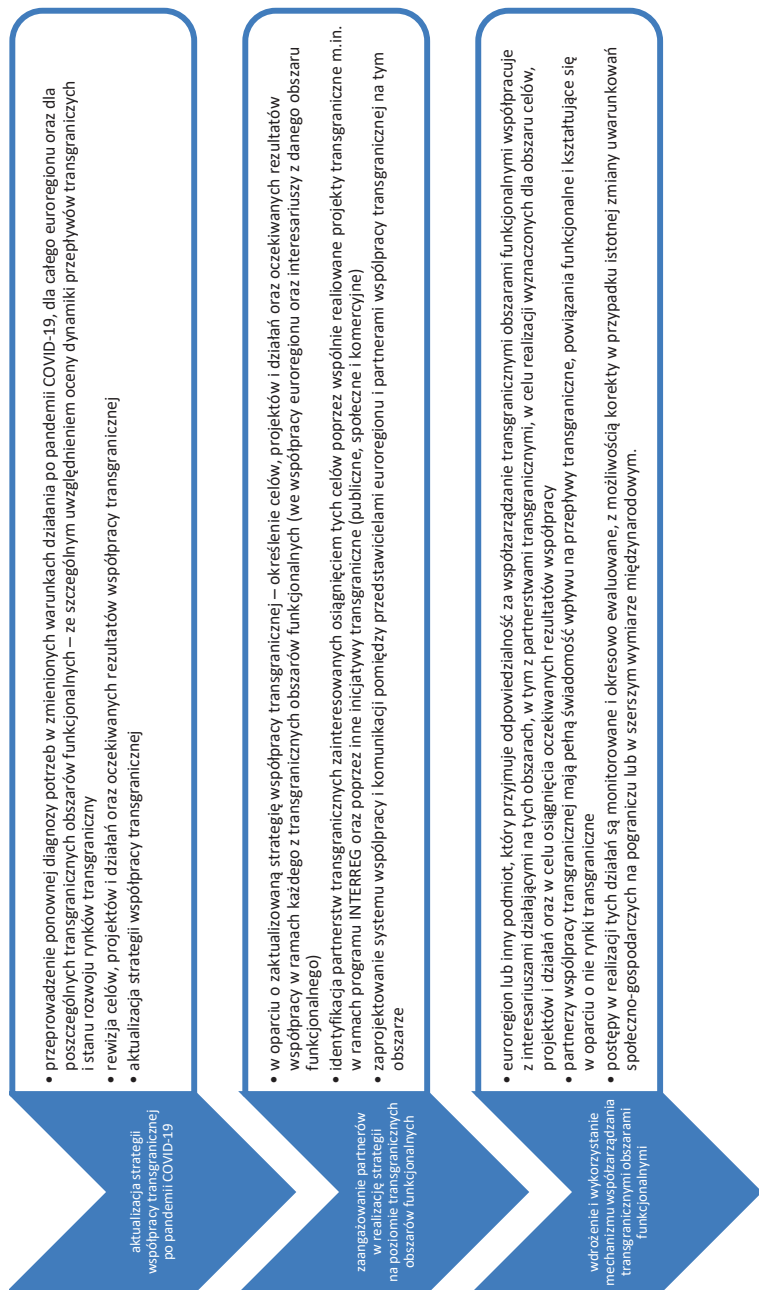 aktualizacja strategii
współpracy transgranicznej
po pandemii COVID-19
• przeprowadzenie ponownej diagnozy potrzeb w zmienionych warunkach działania po pandemii COVID-19, dla całego euroregionu oraz dla
poszczególnych transgranicznych obszarów funkcjonalnych – ze szczególnym uwzględnieniem oceny dynamiki przepływów transgranicznych
i stanu rozwoju rynków transgraniczny
• rewizja celów, projektów i działań oraz oczekiwanych rezultatów współpracy transgranicznej
• aktualizacja strategii współpracy transgranicznej
zaangażowanie partnerów
w realizację strategii
na poziomie transgranicznych
obszarów funkcjonalnych
• w oparciu o zaktualizowaną strategię współpracy transgranicznej – określenie celów, projektów i działań oraz oczekiwanych rezultatów
współpracy w ramach każdego z transgranicznych obszarów funkcjonalnych (we współpracy euroregionu oraz interesariuszy z danego obszaru
funkcjonalnego)
• identyfikacja partnerstw transgranicznych zainteresowanych osiągnięciem tych celów poprzez wspólnie realiowane projekty transgraniczne m.in.
w ramach programu INTERREG oraz poprzez inne inicjatywy transgraniczne (publiczne, społeczne i komercyjne)
• zaprojektowanie systemu współpracy i komunikacji pomiędzy przedstawicielami euroregionu i partnerami współpracy transgranicznej na tym
obszarze
wdrożenie i wykorzystanie
mechanizmu współzarządzania
transgranicznymi obszarami
funkcjonalnymi
• euroregion lub inny podmiot, który przyjmuje odpowiedzialność za współzarządzanie transgranicznymi obszarami funkcjonalnymi współpracuje
z interesariuszami działającymi na tych obszarach, w tym z partnerstwami transgranicznymi, w celu realizacji wyznaczonych dla obszaru celów,
projektów i działań oraz w celu osiągnięcia oczekiwanych rezultatów współpracy
• partnerzy współpracy transgranicznej mają pełną świadomość wpływu na przepływy transgraniczne, powiązania funkcjonalne i kształtujące się
w oparciu o nie rynki transgraniczne
• postępy w realizacji tych działań są monitorowane i okresowo ewaluowane, z możliwością korekty w przypadku istotnej zmiany uwarunkowań
społeczno-gospodarczych na pograniczu lub w szerszym wymiarze międzynarodowym.